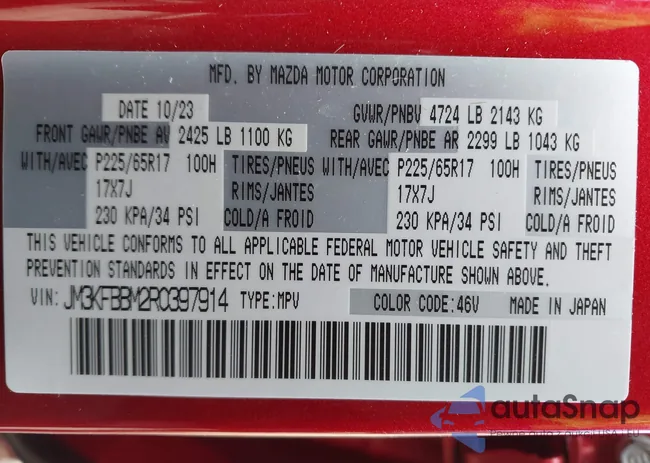 MFD. BY MAZDA MOTOR CORPORATION
DATE 10/23 GVWR/PNBV 4724 LB 2143 KG
FRONT GAWR/PNBE AV 2425 LB 1100 KG REAR GAWR/PNBE AR 2299 LB 1043 KG
WITH/AVEC P225/65R17 100H TIRES/PNEUS WITH/AVEC P225/65R17 100H TIRES/PNEUS
17X7J RIMS/JANTES 17X7J RIMS/JANTES
230 KPA/34 PSI COLD/A FROID 230 KPA/34 PSI COLD/A FROID
THIS VEHICLE CONFORMS TO ALL APPLICABLE FEDERAL MOTOR VEHICLE SAFETY AND THEFT
PREVENTION STANDARDS IN EFFECT ON THE DATE OF MANUFACTURE SHOWN ABOVE.
VIN: JM3KFBBM2R0397914 TYPE:MPV COLOR CODE:46V MADE IN JAPAN
autoSnap